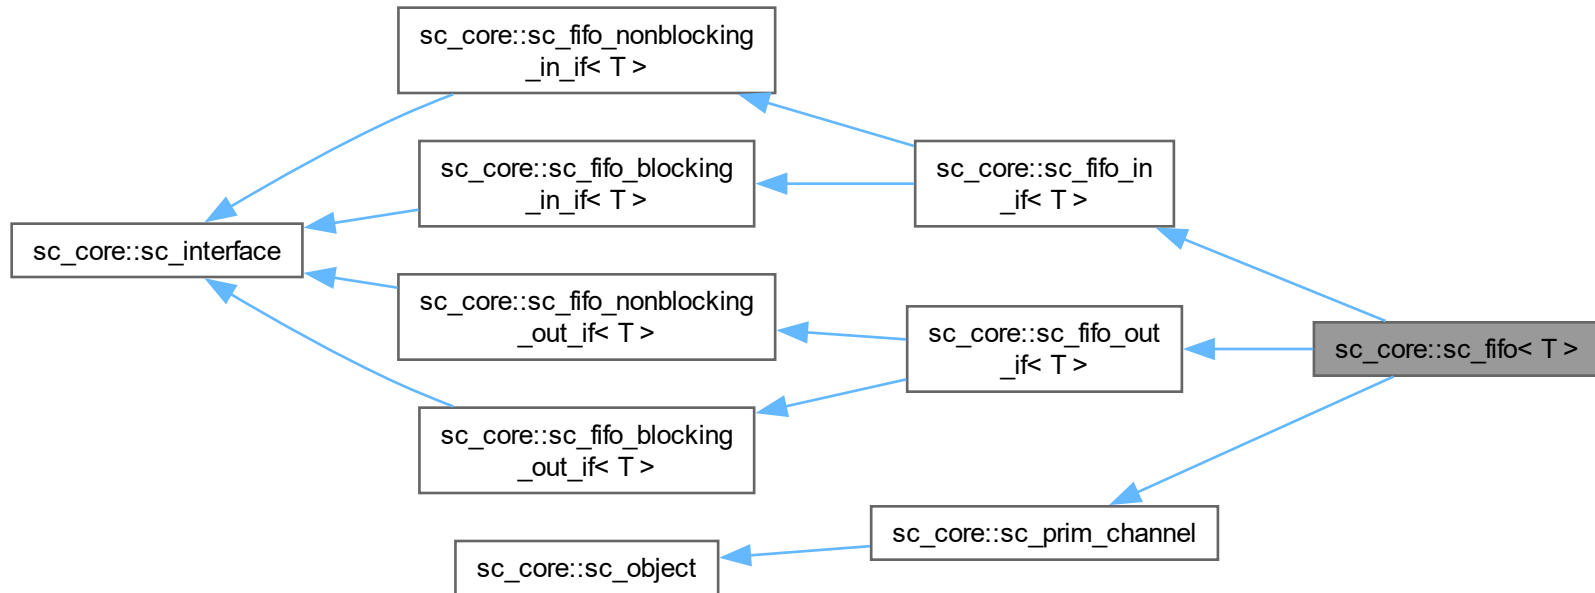 sc_core::sc_fifo_nonblocking
_in_if< T >
sc_core::sc_fifo_blocking
_in_if< T >
sc_core::sc_fifo_in
_if< T >
sc_core::sc_interface
sc_core::sc_fifo_nonblocking
_out_if< T >
sc_core::sc_fifo_out
_if< T >
sc_core::sc_fifo< T >
sc_core::sc_fifo_blocking
_out_if< T >
sc_core::sc_prim_channel
sc_core::sc_object